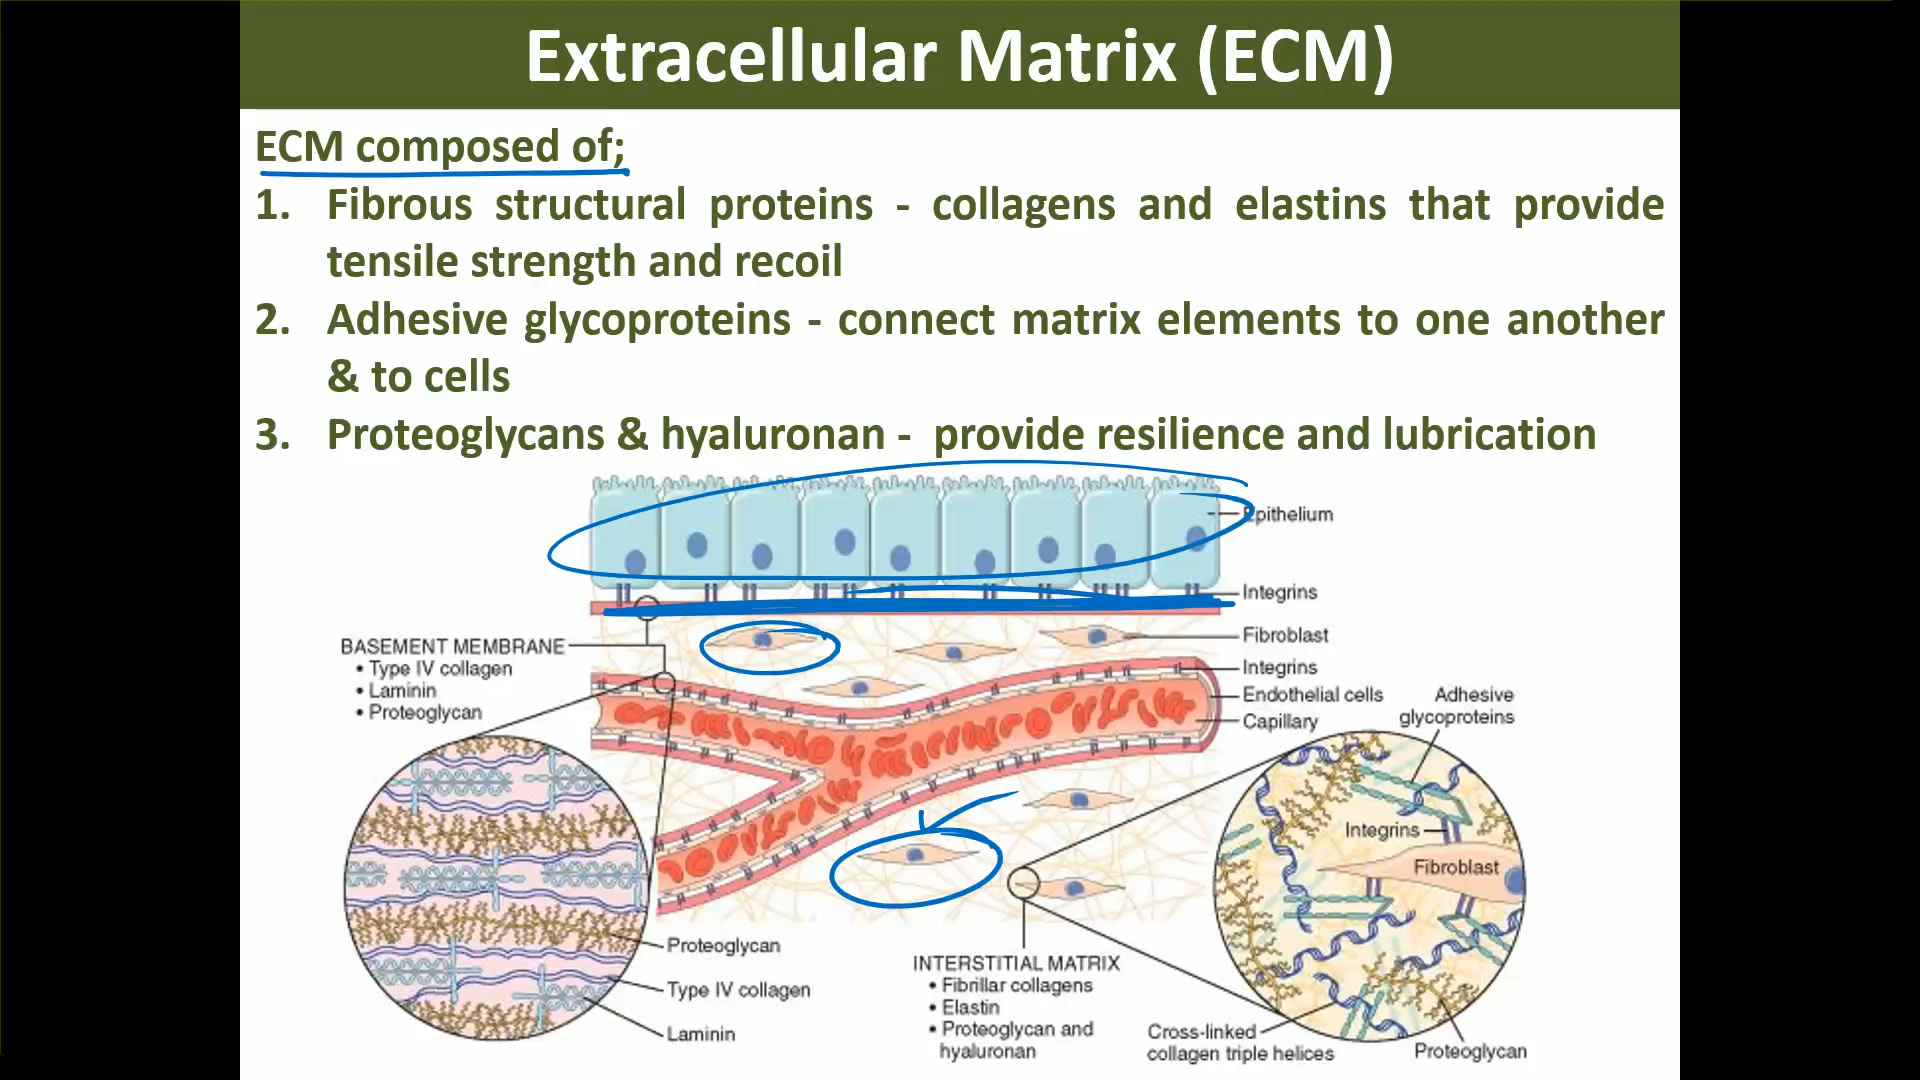 Extracellular Matrix (ECM)
ECM composed of;
1. Fibrous structural proteins - collagens and elastins that provide
tensile strength and recoil
2. Adhesive glycoproteins - connect matrix elements to one another
& to cells
3. Proteoglycans & hyaluronan - provide resilience and lubrication
Epithelium
Integrins
Fibroblast
Integrins
Endothelial cells
Capillary
BASEMENT MEMBRANE
• Type IV collagen
• Laminin
• Proteoglycan
Adhesive
glycoproteins
Integrins
Fibroblast
Proteoglycan
Type IV collagen
Laminin
INTERSTITIAL MATRIX
• Fibrillar collagens
• Elastin
• Proteoglycan and
hyaluronan
Cross-linked
collagen triple helices
Proteoglycan